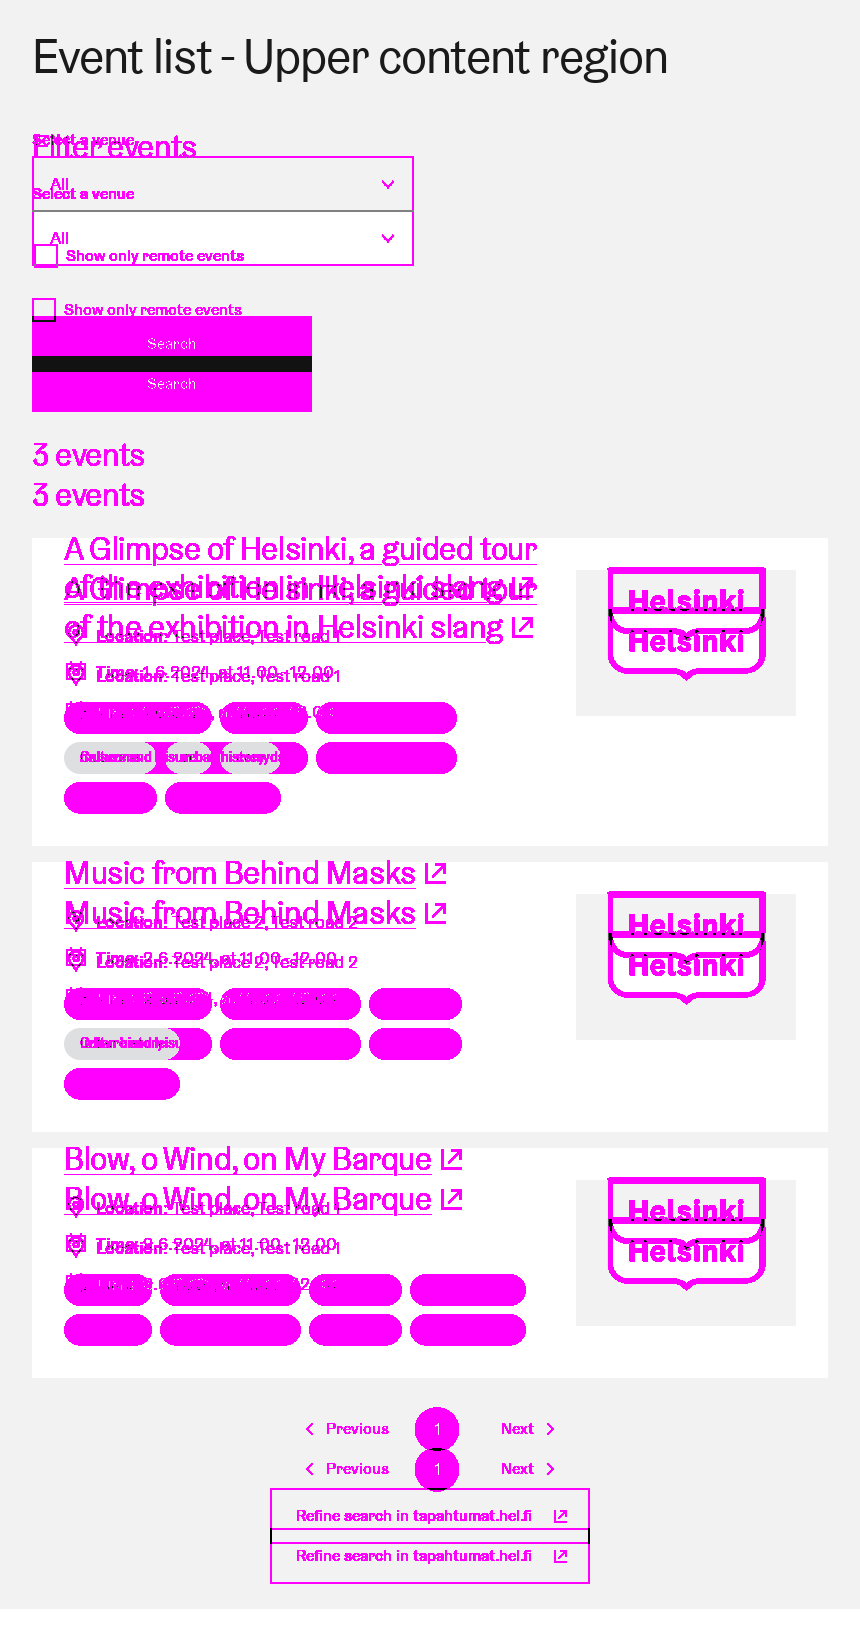 Event list - Upper content region
Select a venue
Filter events
All
Select a venue
All
Show only remote events
Show only remote events
Search
Search
3 events
3 events
A Glimpse of Helsinki, a guided tour
of the exhibition in Helsinki slang
A Glimpse of Helsinki, a guided tour
of the exhibition in Helsinki slang
Helsinki
Helsinki
Location: Test place, Test road 1
Time: 1.6.2024, at 11.00 - 12.00
Location: Test place, Test road 1
Music from Behind Masks
Music from Behind Masks
Helsinki
Helsinki
Location: Test place 2, Test road 2
Time: 2.6.2024, at 11.00 - 12.00
Location: Test place 2, Test road 2
Blow, o Wind, on My Barque
Blow, o Wind, on My Barque
Helsinki
Helsinki
Location: Test place, Test road 1
Time: 3.6.2024, at 11.00 - 12.00
Location: Test place, Test road 1
Previous 1 Next
Previous 1 Next
Refine search in tapahtumat.hel.fi
Refine search in tapahtumat.hel.fi